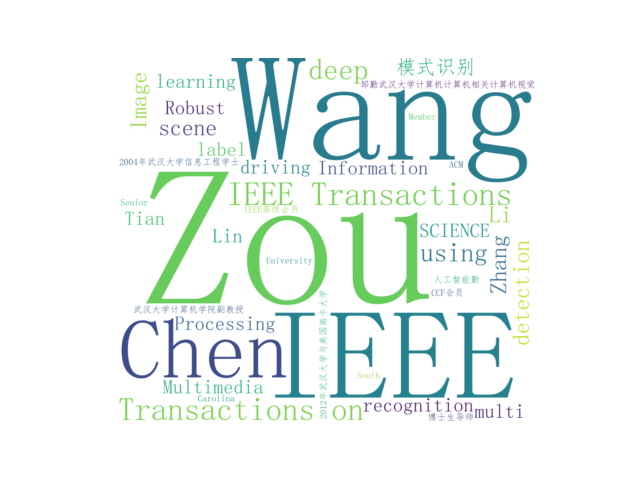 Wang
deep
模式识别
Image
learning
邹勤武汉大学计算机计算机相关计算机视觉
Robust
scene
Member
label
2004年武汉大学信息工程学士
driving
Information
ACM
Zou
IEEE Transactions
IEEE高级会员
Senior
Tian
Lin
Li
SCIENCE
using
Zhang
detection
University
人工智能勤
CCF会员
武汉大学计算机学院副教授
Processing
2012年武汉大学与美国南卡大学
Chen
IEEE
Multimedia
South
Carolina
Transactions on
recognition
multi
博士生导师